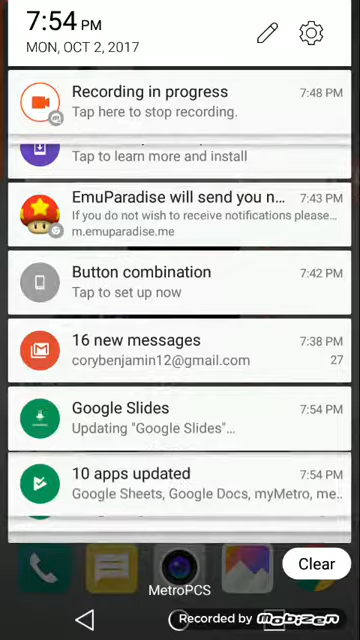 7:54 PM
MON, OCT 2, 2017
Recording in progress
7:48 PM
Tap here to stop recording.
Tap to learn more and install
EmuParadise will send you n...
7:43 PM
If you do not wish to receive notifications please...
m.emuparadise.me
Button combination
7:42 PM
Tap to set up now
16 new messages
7:38 PM
corybenjamin12@gmail.com
27
Google Slides
7:54 PM
Updating "Google Slides"...
10 apps updated
7:54 PM
Google Sheets, Google Docs, myMetro, me..
Clear
MetroPCS
Recorded by mobizen